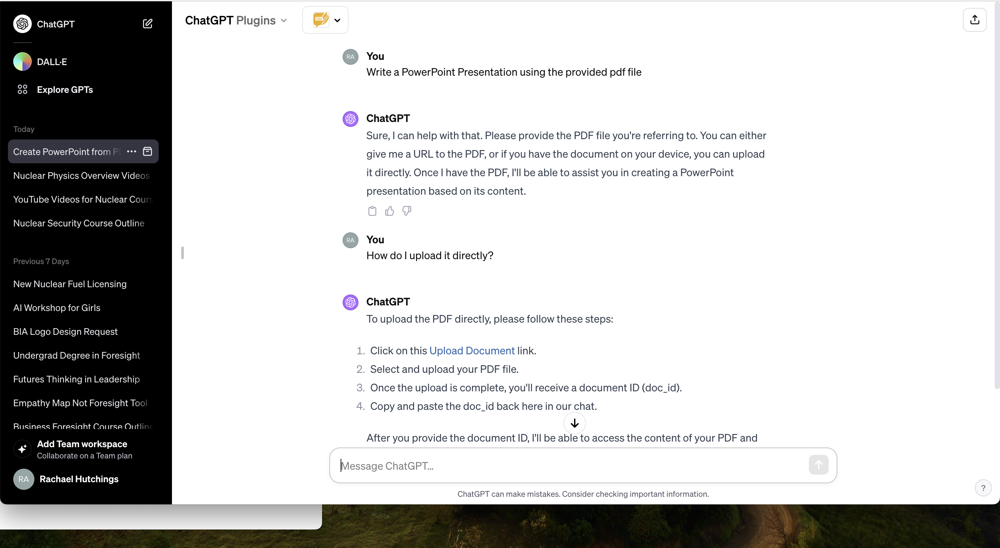 ChatGPT
DALL·E
Explore GPTs
Today
Create PowerPoint from PD
Nuclear Physics Overview Videos
YouTube Videos for Nuclear Cours
Nuclear Security Course Outline
Previous 7 Days
New Nuclear Fuel Licensing
AI Workshop for Girls
BIA Logo Design Request
Undergrad Degree in Foresight
Futures Thinking in Leadership
Empathy Map Not Foresight Tool
Business Foresight Course Outline
Add Team workspace
Collaborate on a Team plan
RA Rachael Hutchings
ChatGPT Plugins
PDF
RA You
Write a PowerPoint Presentation using the provided pdf file
ChatGPT
Sure, I can help with that. Please provide the PDF file you're referring to. You can either
give me a URL to the PDF, or if you have the document on your device, you can upload
it directly. Once I have the PDF, I'll be able to assist you in creating a PowerPoint
presentation based on its content.
RA You
How do I upload it directly?
ChatGPT
To upload the PDF directly, please follow these steps:
1. Click on this Upload Document link.
2. Select and upload your PDF file.
3. Once the upload is complete, you'll receive a document ID (doc_id).
4. Copy and paste the doc_id back here in our chat.
After you provide the document ID, I'll be able to access the content of your PDF and
Message ChatGPT...
ChatGPT can make mistakes. Consider checking important information.
?